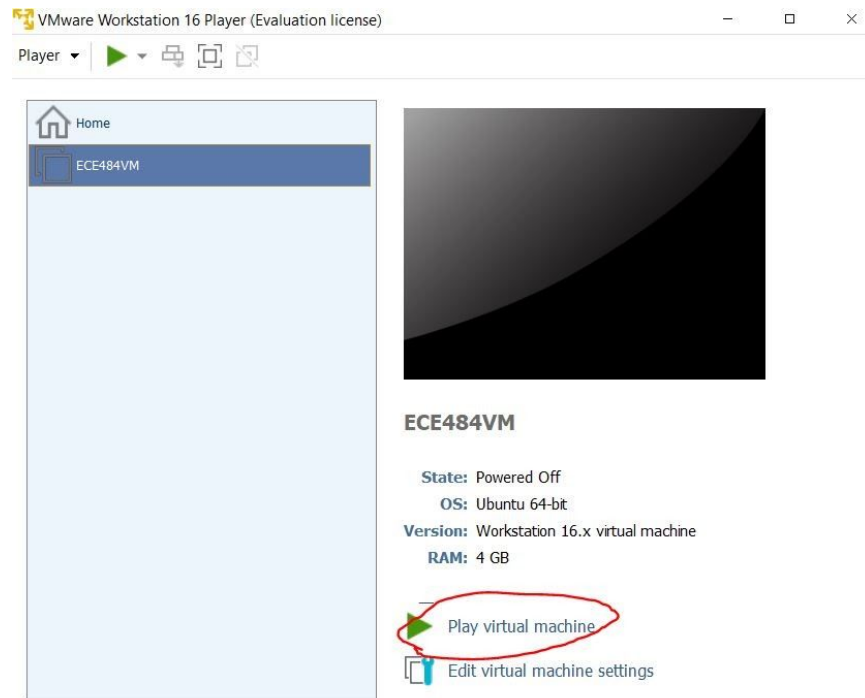 VMware Workstation 16 Player (Evaluation license)
Player
Home
ECE484VM
ECE484VM
State: Powered Off
OS: Ubuntu 64-bit
Version: Workstation 16.x virtual machine
RAM: 4 GB
Play virtual machine
Edit virtual machine settings